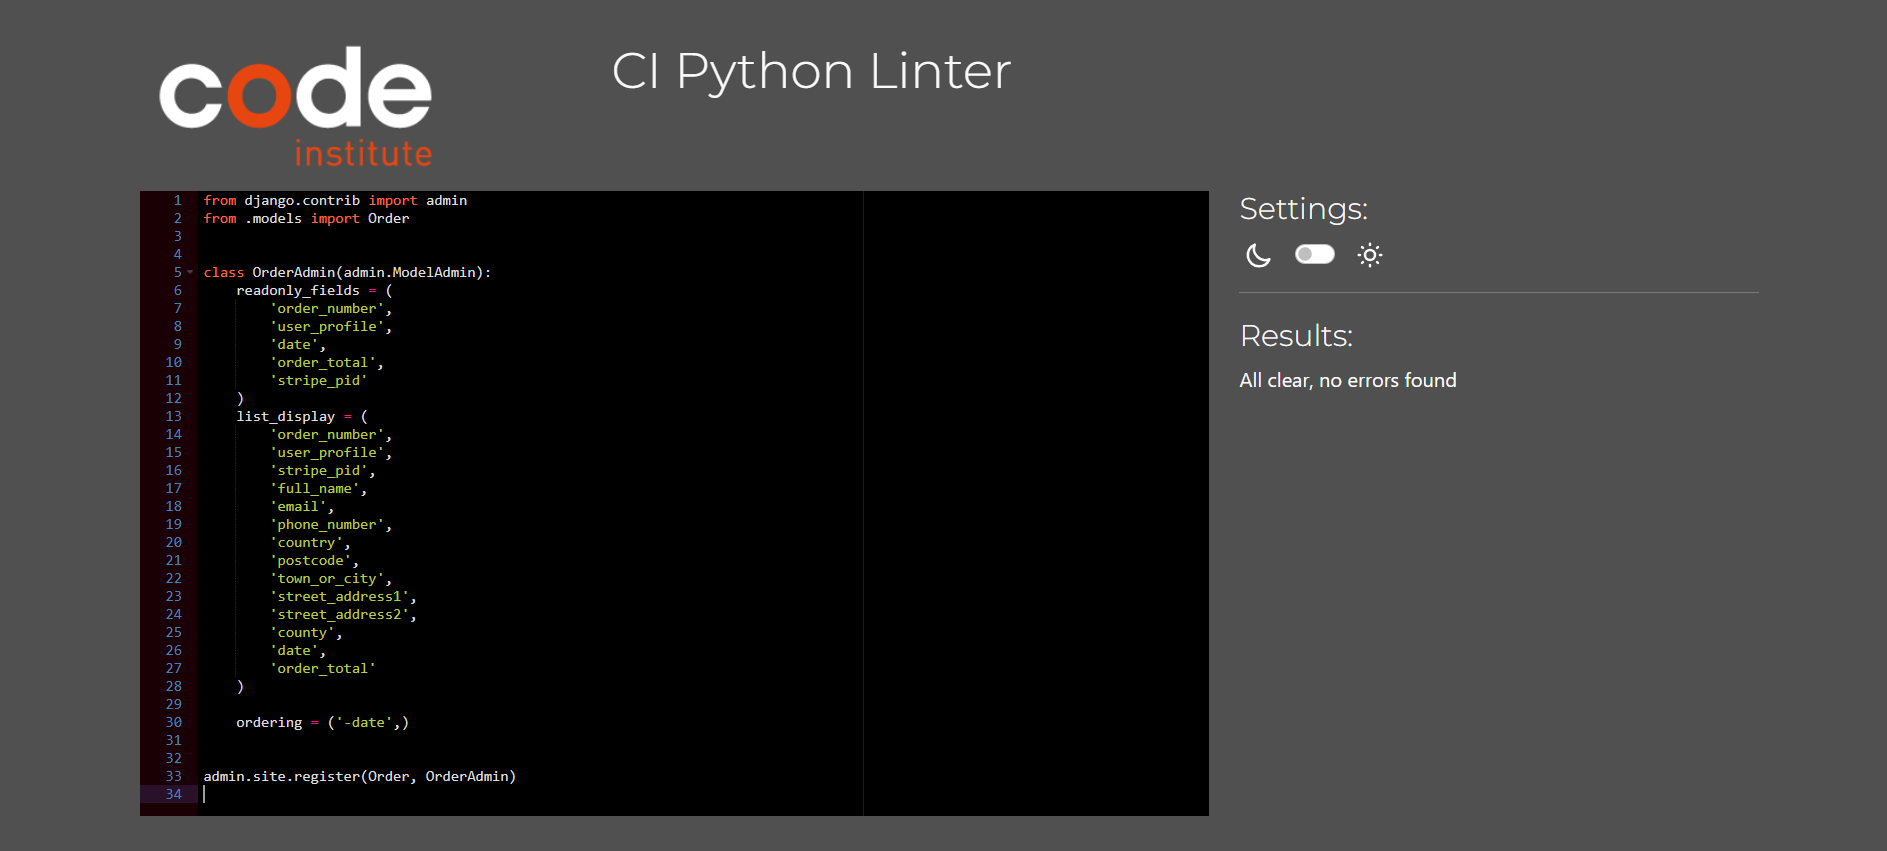 code
institute
CI Python Linter
1 from django.contrib import admin
2 from .models import Order
3
4
5 class OrderAdmin(admin.ModelAdmin):
6     readonly_fields = (
7         'order_number',
8         'user_profile',
9         'date',
10         'order_total',
11         'stripe_pid'
12     )
13     list_display = (
14         'order_number',
15         'user_profile',
16         'stripe_pid',
17         'full_name',
18         'email',
19         'phone_number',
20         'country',
21         'postcode',
22         'town_or_city',
23         'street_address1',
24         'street_address2',
25         'county',
26         'date',
27         'order_total'
28     )
29
30     ordering = ('-date',)
31
32
33 admin.site.register(Order, OrderAdmin)
34
Settings:
Results:
All clear, no errors found